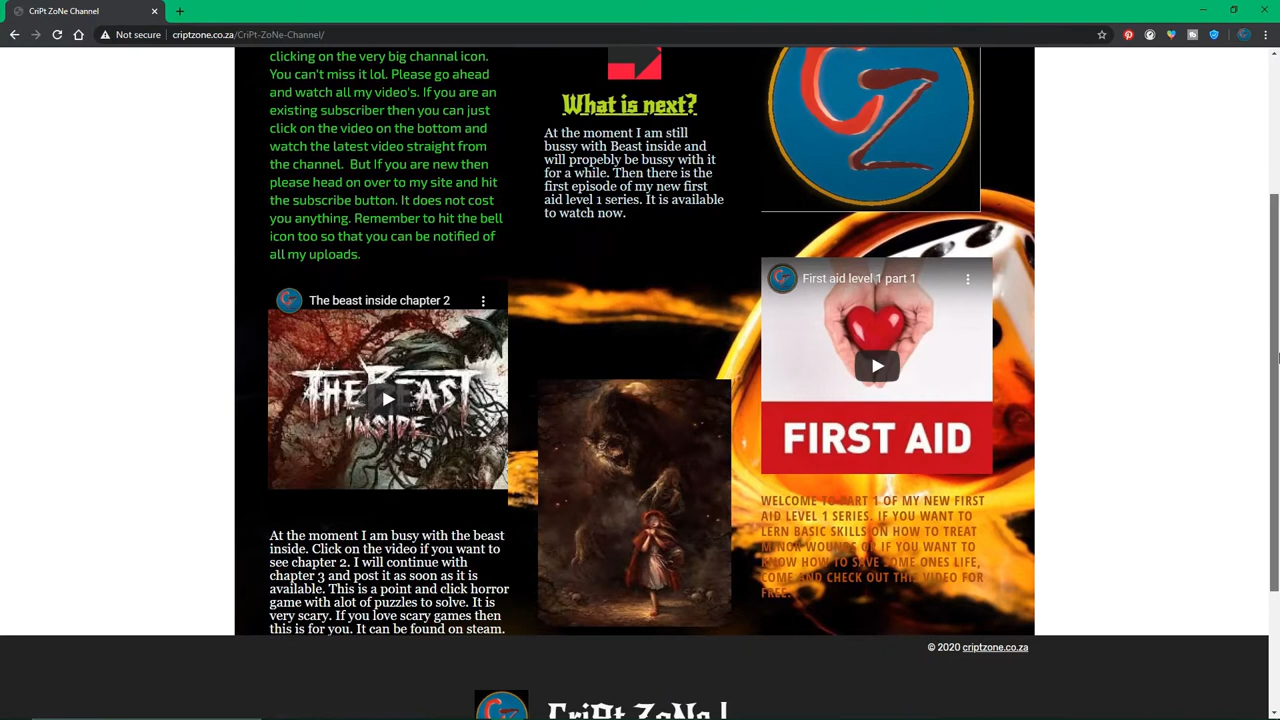 CriPt ZoNe Channel
Not secure
criptzone.co.za/CriPt-ZoNe-Channel/
clicking on the very big channal icon.
You can't miss it lol. Please go ahead
and watch all my video's. If you are an
existing subscriber then you can just
click on the video on the bottom and
watch the latest video straight from
the channel. But If you are new then
please head on over to my site and hit
the subscribe button. It does not cost
you anything. Remember to hit the bell
icon too so that you can be notified of
all my uploads.
The beast inside chapter 2
THE BEAST
INSIDE
At the moment I am busy with the beast
inside. Click on the video if you want to
see chapter 2. I will continue with
chapter 3 and post it as soon as it is
available. This is a point and click horror
game with alot of puzzles to solve. It is
very scary. If you love scary games then
this is for you. It can be found on steam.
What is next?
At the moment I am still
bussy with Beast inside and
will propebly be bussy with it
for a while. Then there is the
first episode of my new first
aid level 1 series. It is available
to watch now.
CZ
First aid level 1 part 1
FIRST AID
WELCOME TO PART 1 OF MY NEW FIRST
AID LEVEL 1 SERIES. IF YOU WANT TO
LERN BASIC SKILLS ON HOW TO TREAT
MINOR WOUNDS OR IF YOU WANT TO
KNOW HOW TO SAVE SOME ONES LIFE,
COME AND CHECK OUT THIS VIDEO FOR
FREE.
© 2020 criptzone.co.za
CriPt ZoNe |